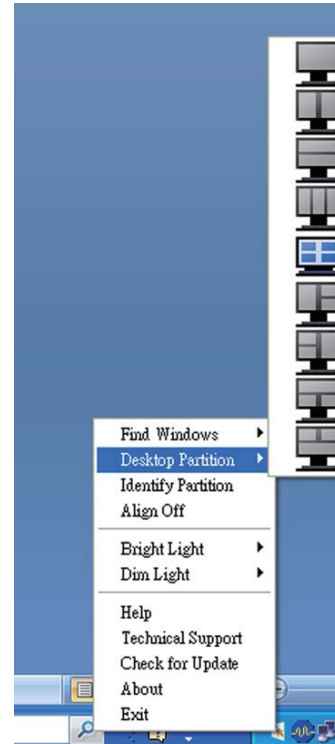 Find Windows
Desktop Partition
Identify Partition
Align Off
Bright Light
Dim Light
Help
Technical Support
Check for Update
About
Exit